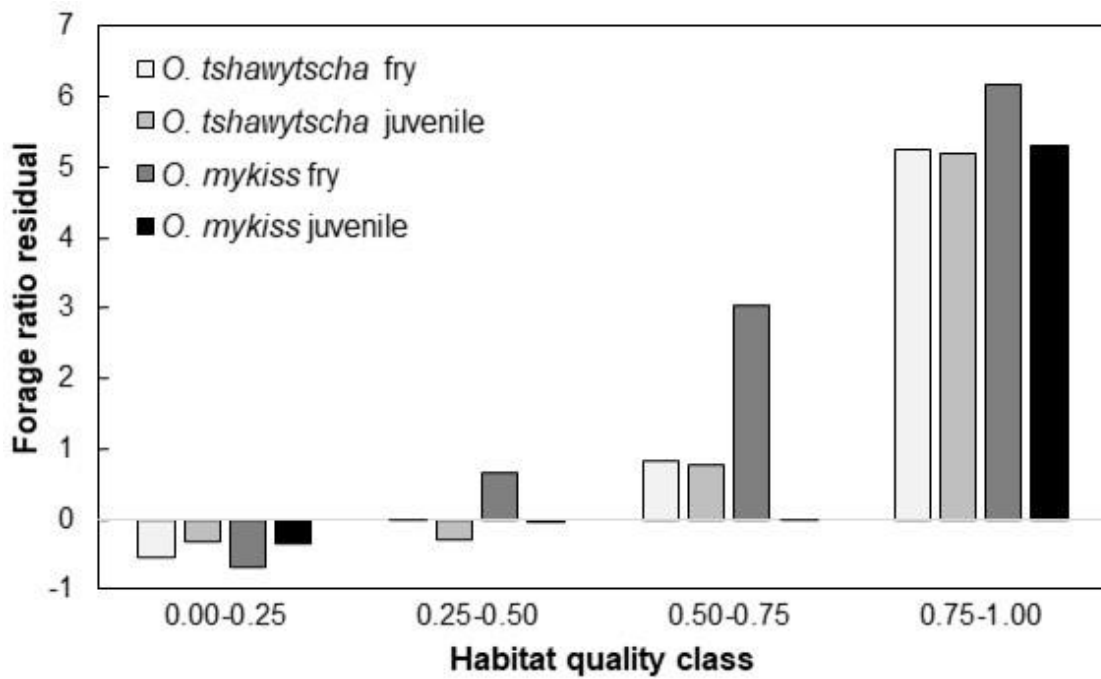 7
6
5
4
3
2
1
0
-1
Forage ratio residual
O. tshawytscha fry
O. tshawytscha juvenile
O. mykiss fry
O. mykiss juvenile
0.00-0.25 0.25-0.50 0.50-0.75 0.75-1.00
Habitat quality class